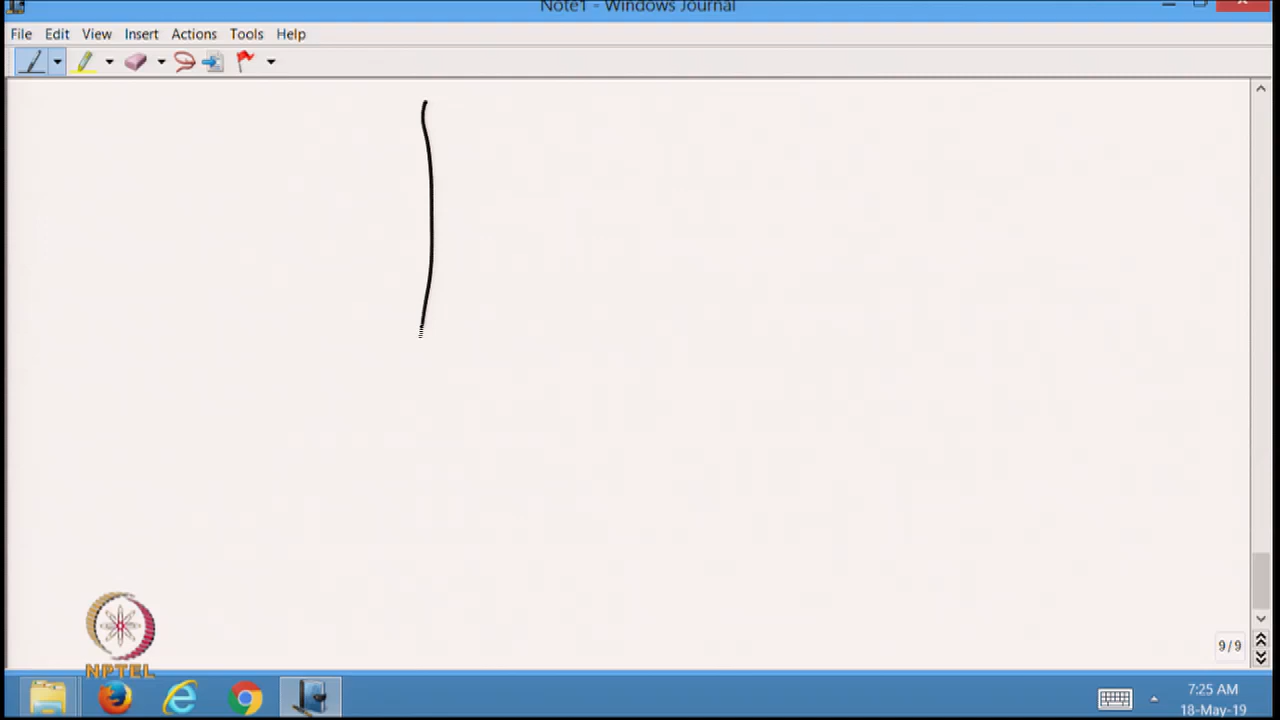 Note1 - Windows Journal
File Edit View Insert Actions Tools Help
9 / 9
NPTEL
7:25 AM
18-May-19